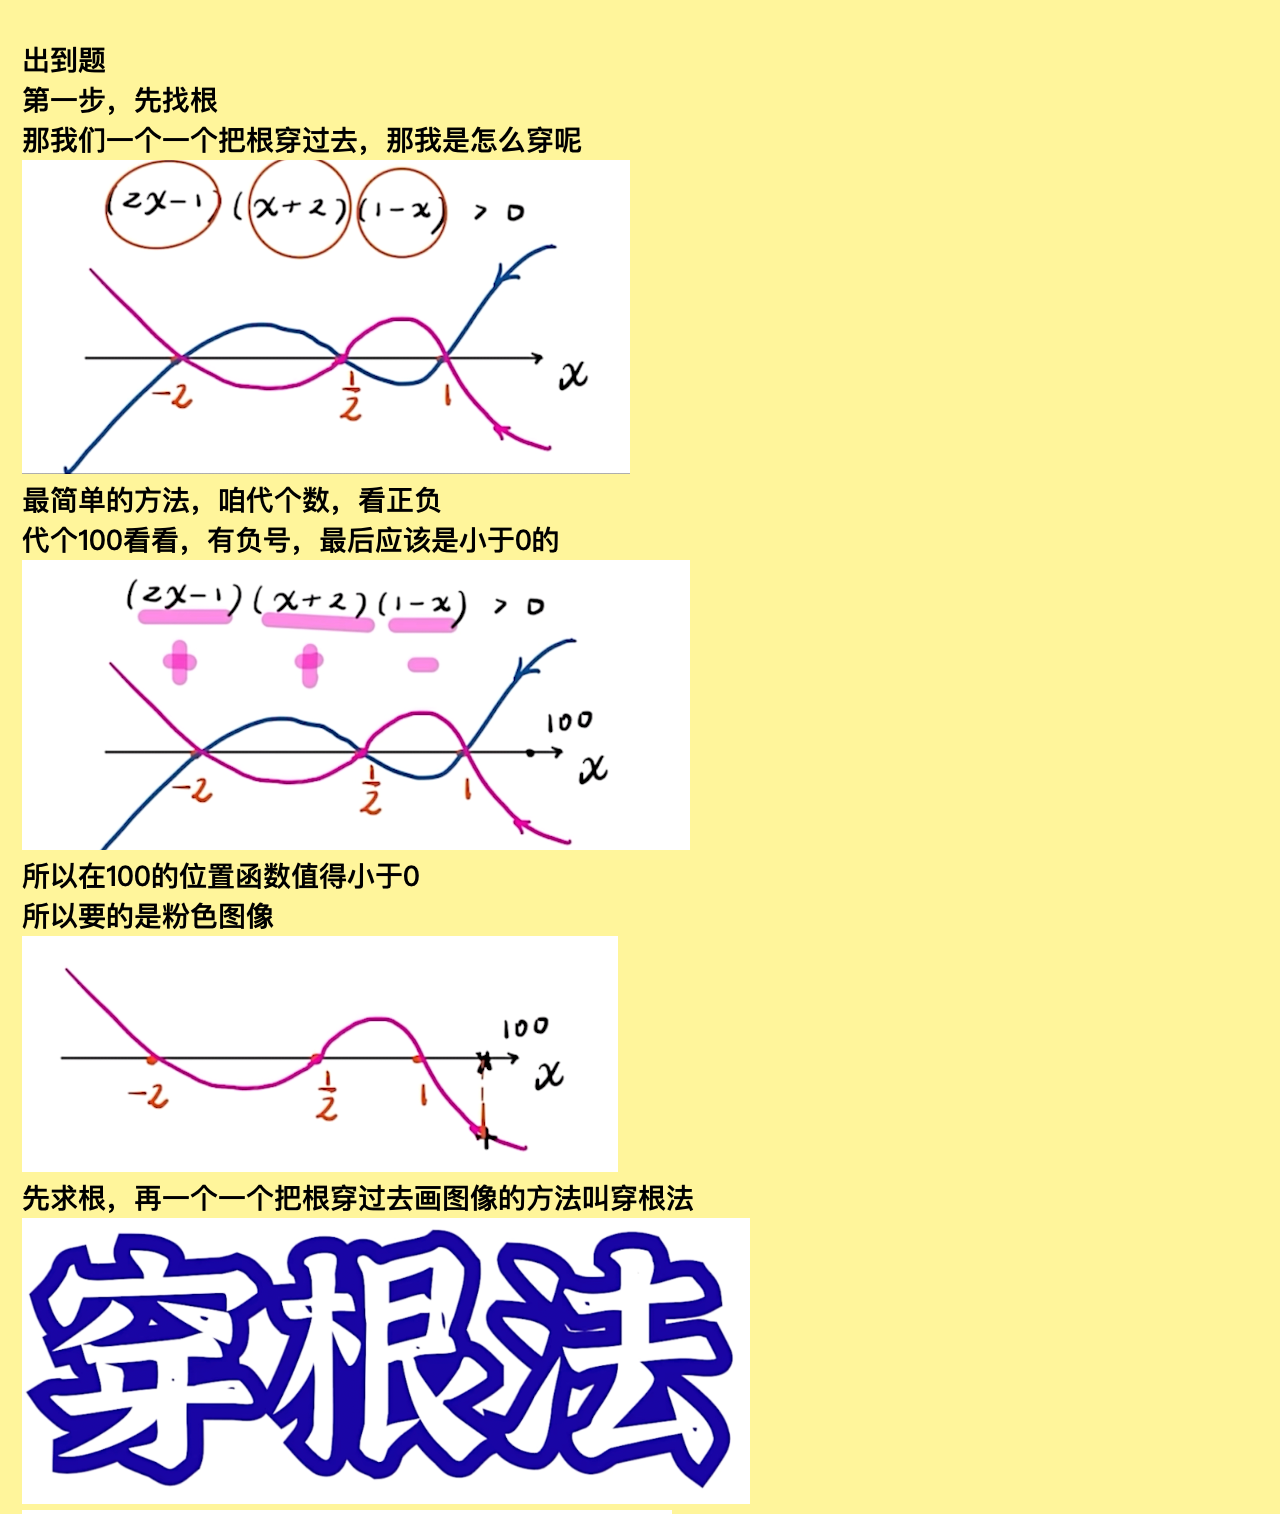 出到题
第一步，先找根
那我们一个一个把根穿过去，那我是怎么穿呢
(2x-1)(x+2)(1-x) > 0
-2 1/2 1 x
最简单的方法，咱代个数，看正负
代个100看看，有负号，最后应该是小于0的
(2x-1)(x+2)(1-x) > 0
+ + -
100
-2 1/2 1 x
所以在100的位置函数值得小于0
所以要的是粉色图像
100
-2 1/2 1 x
先求根，再一个一个把根穿过去画图像的方法叫穿根法
穿根法